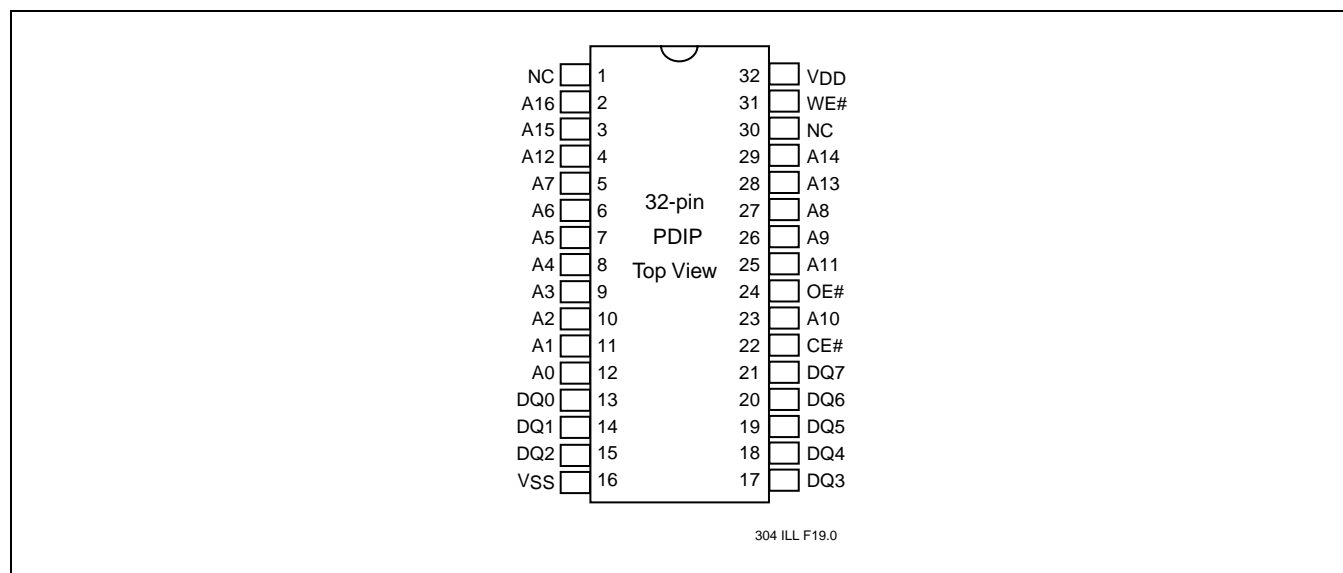 NC 1 32 VDD
A16 2 31 WE#
A15 3 30 NC
A12 4 29 A14
A7 5 28 A13
A6 6 32-pin 27 A8
A5 7 PDIP 26 A9
A4 8 Top View 25 A11
A3 9 24 OE#
A2 10 23 A10
A1 11 22 CE#
A0 12 21 DQ7
DQ0 13 20 DQ6
DQ1 14 19 DQ5
DQ2 15 18 DQ4
VSS 16 17 DQ3
304 ILL F19.0